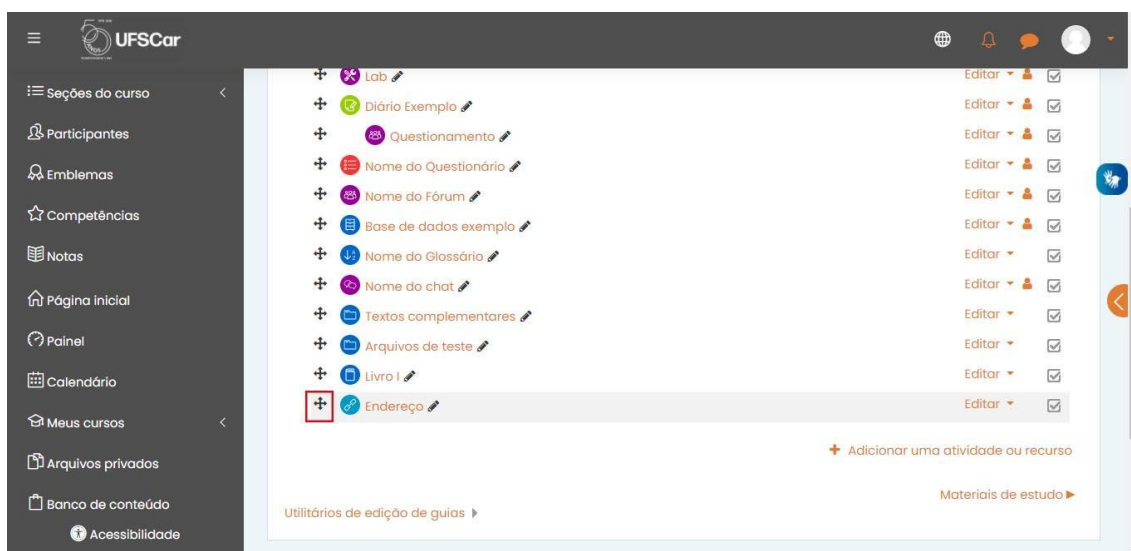 UFSCar
Seções do curso
Participantes
Emblemas
Competências
Notas
Página inicial
Painel
Calendário
Meus cursos
Arquivos privados
Banco de conteúdo
Acessibilidade
Lab Editar
Diário Exemplo Editar
Questionamento Editar
Nome do Questionário Editar
Nome do Fórum Editar
Base de dados exemplo Editar
Nome do Glossário Editar
Nome do chat Editar
Textos complementares Editar
Arquivos de teste Editar
Livro I Editar
Endereço Editar
+ Adicionar uma atividade ou recurso
Materiais de estudo
Utilitários de edição de guias